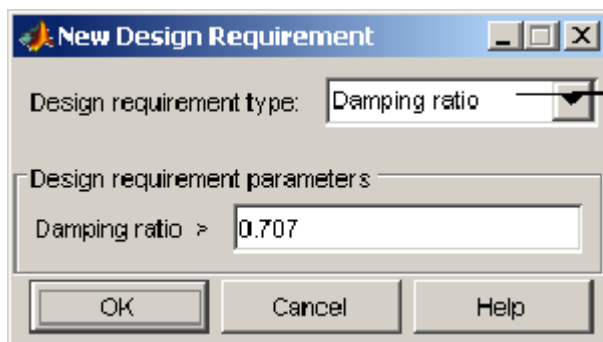 New Design Requirement
Design requirement type: Damping ratio
Design requirement parameters
Damping ratio > 0.707
OK Cancel Help